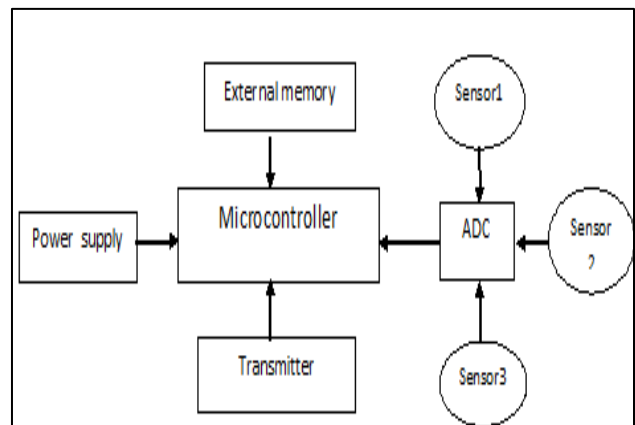 External memory
Sensor1
Microcontroller
Power supply
ADC
Sensor
2
Transmitter
Sensor3